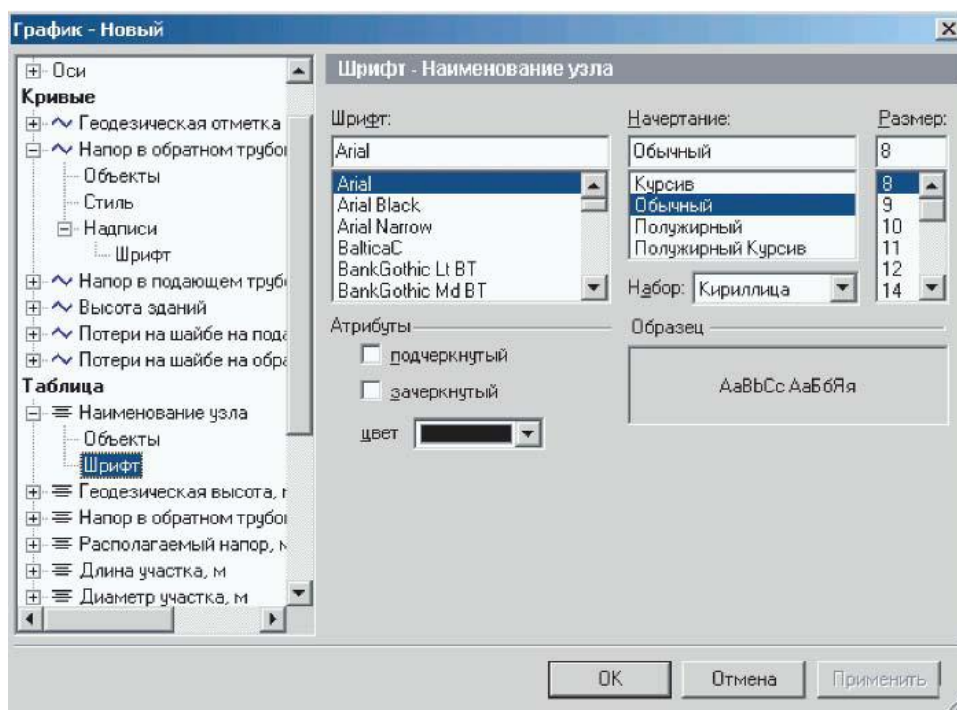 График - Новый
Оси
Кривые
Геодезическая отметка
Напор в обратном трубо
Объекты
Стиль
Надписи
Шрифт
Напор в подающем труб
Высота зданий
Потери на шайбе на пода
Потери на шайбе на обра
Таблица
Наименование узла
Объекты
Шрифт
Геодезическая высота,
Напор в обратном трубо
Располагаемый напор,
Длина участка, м
Диаметр участка, м
Шрифт - Наименование узла
Шрифт:
Arial
Arial
Arial Black
Arial Narrow
BalticaC
BankGothic Lt BT
BankGothic Md BT
Начертание:
Обычный
Курсив
Обычный
Полужирный
Полужирный Курсив
Размер:
8
8
9
10
11
12
14
Набор: Кириллица
Атрибуты
подчеркнутый
зачеркнутый
цвет
Образец
AaBbCc АаБбЯя
OK
Отмена
Применить